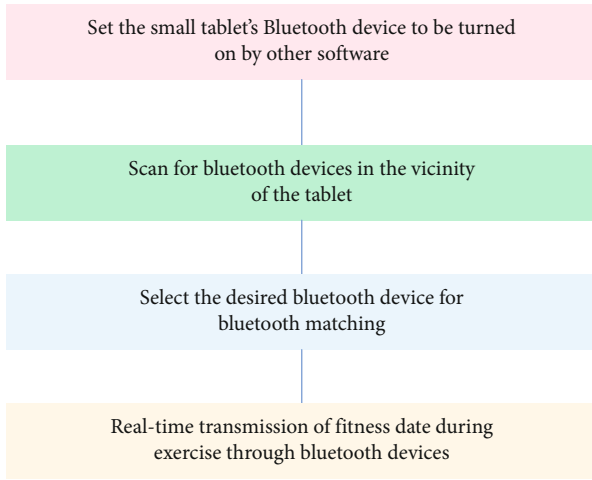 Set the small tablet's Bluetooth device to be turned
on by other software
Scan for bluetooth devices in the vicinity
of the tablet
Select the desired bluetooth device for
bluetooth matching
Real-time transmission of fitness date during
exercise through bluetooth devices